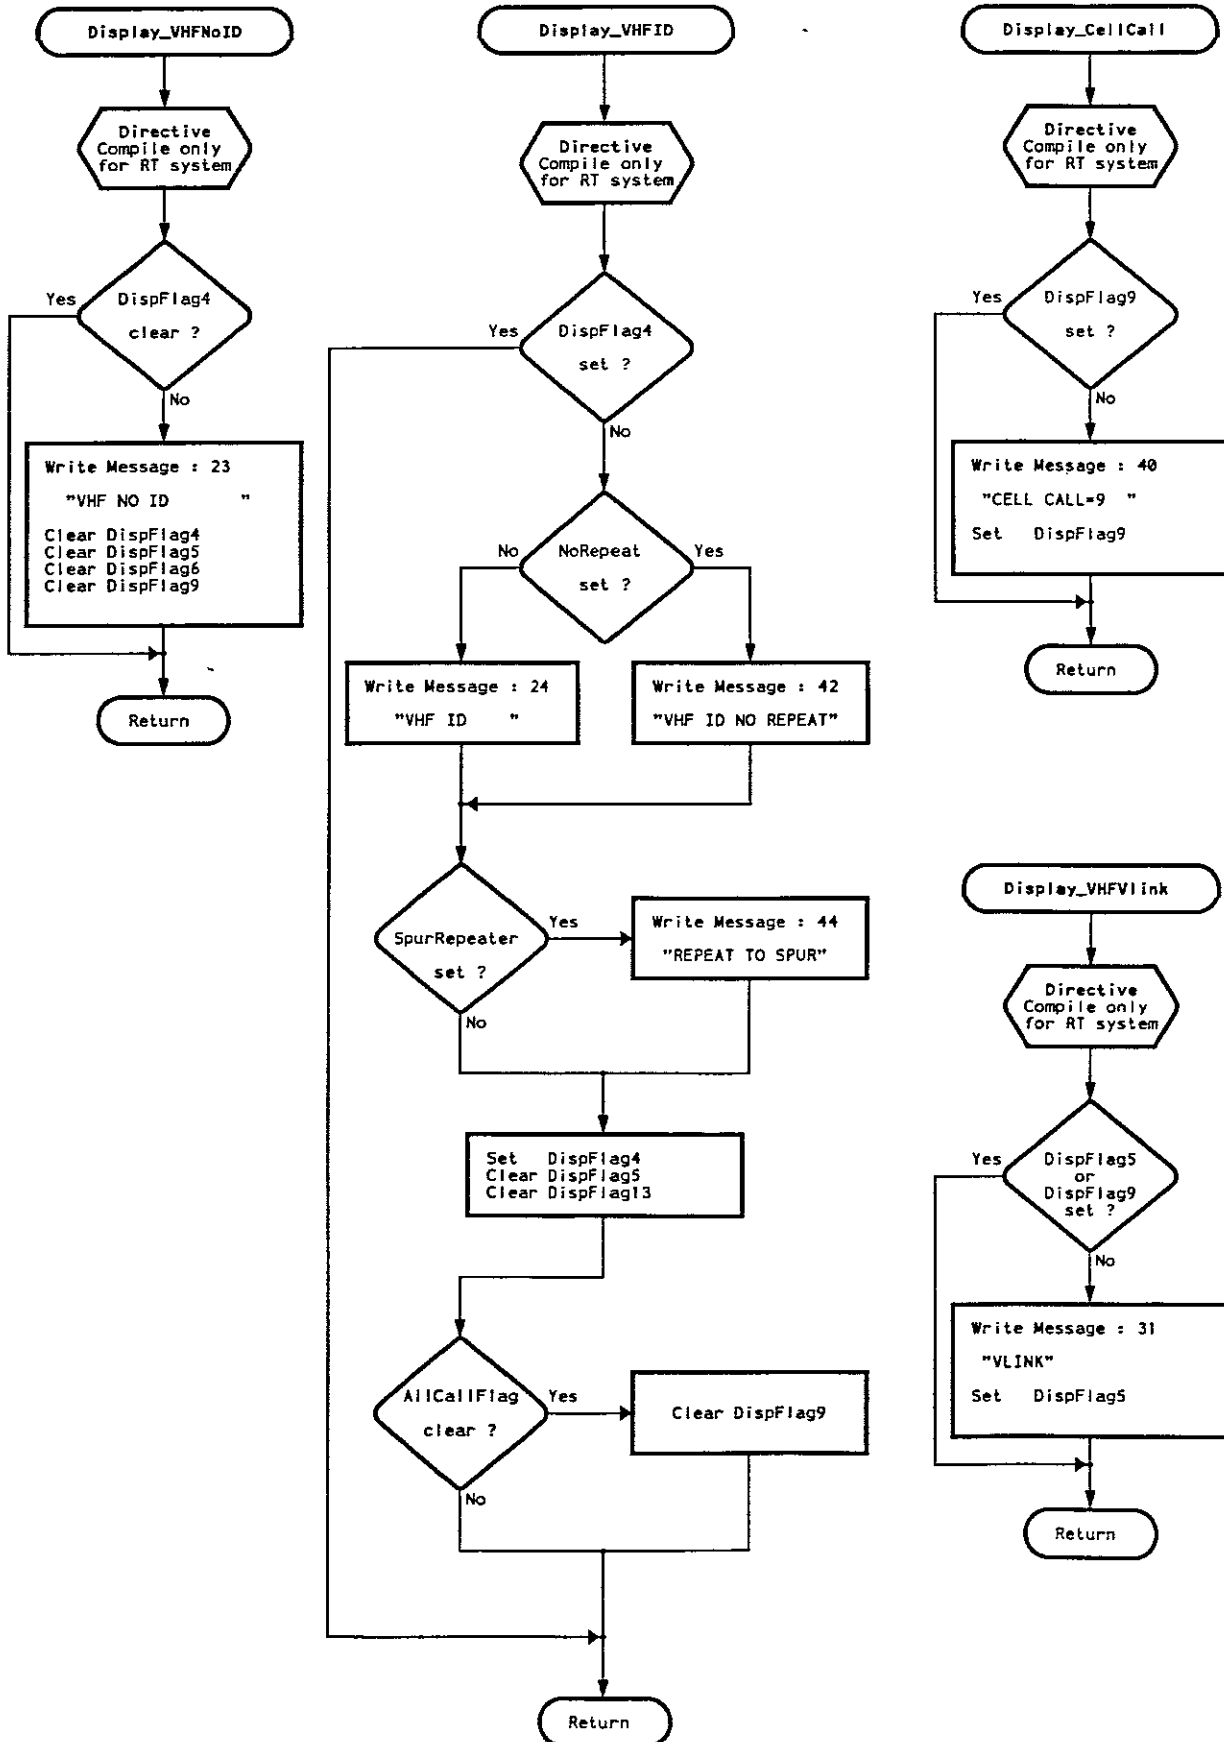 Display_VHFNoID
Directive
Compile only
for RT system
DispFlag4
clear ?
Yes
No
Write Message : 23
"VHF NO ID          "
Clear DispFlag4
Clear DispFlag5
Clear DispFlag6
Clear DispFlag9
Return
Display_VHFID
Directive
Compile only
for RT system
DispFlag4
set ?
Yes
No
NoRepeat
set ?
No
Yes
Write Message : 24
"VHF ID     "
Write Message : 42
"VHF ID NO REPEAT"
SpurRepeater
set ?
Yes
No
Write Message : 44
"REPEAT TO SPUR"
Set   DispFlag4
Clear DispFlag5
Clear DispFlag13
AllCallFlag
clear ?
Yes
No
Clear DispFlag9
Return
Display_CellCall
Directive
Compile only
for RT system
DispFlag9
set ?
Yes
No
Write Message : 40
"CELL CALL=9  "
Set   DispFlag9
Return
Display_VHFVlink
Directive
Compile only
for RT system
DispFlag5
or
DispFlag9
set ?
Yes
No
Write Message : 31
"VLINK"
Set   DispFlag5
Return